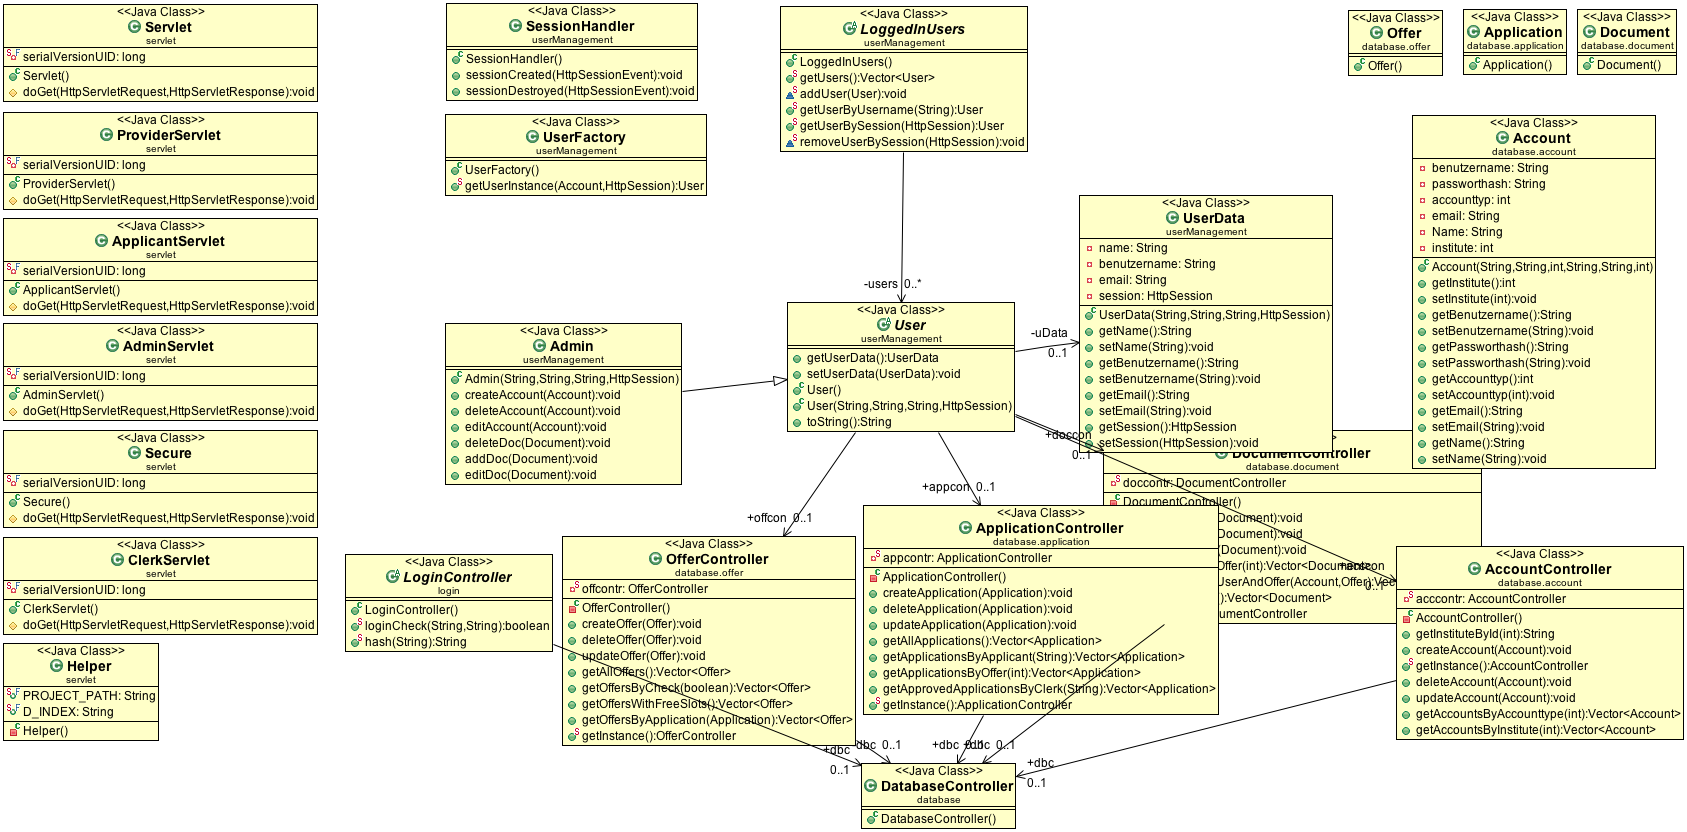 <<Java Class>>
Servlet
servlet
serialVersionUID: long
Servlet()
doGet(HttpServletRequest,HttpServletResponse):void
<<Java Class>>
ProviderServlet
servlet
serialVersionUID: long
ProviderServlet()
doGet(HttpServletRequest,HttpServletResponse):void
<<Java Class>>
ApplicantServlet
servlet
serialVersionUID: long
ApplicantServlet()
doGet(HttpServletRequest,HttpServletResponse):void
<<Java Class>>
AdminServlet
servlet
serialVersionUID: long
AdminServlet()
doGet(HttpServletRequest,HttpServletResponse):void
<<Java Class>>
Secure
servlet
serialVersionUID: long
Secure()
doGet(HttpServletRequest,HttpServletResponse):void
<<Java Class>>
ClerkServlet
servlet
serialVersionUID: long
ClerkServlet()
doGet(HttpServletRequest,HttpServletResponse):void
<<Java Class>>
Helper
servlet
PROJECT_PATH: String
D_INDEX: String
Helper()
<<Java Class>>
SessionHandler
userManagement
SessionHandler()
sessionCreated(HttpSessionEvent):void
sessionDestroyed(HttpSessionEvent):void
<<Java Class>>
UserFactory
userManagement
UserFactory()
getUserInstance(Account,HttpSession):User
<<Java Class>>
Admin
userManagement
Admin(String,String,String,HttpSession)
createAccount(Account):void
deleteAccount(Account):void
editAccount(Account):void
deleteDoc(Document):void
addDoc(Document):void
editDoc(Document):void
<<Java Class>>
LoginController
login
LoginController()
loginCheck(String,String):boolean
hash(String):String
<<Java Class>>
LoggedInUsers
userManagement
LoggedInUsers()
getUsers():Vector<User>
addUser(User):void
getUserByUsername(String):User
getUserBySession(HttpSession):User
removeUserBySession(HttpSession):void
-users 0..*
<<Java Class>>
User
userManagement
getUserData():UserData
setUserData(UserData):void
User()
User(String,String,String,HttpSession)
toString():String
-uData
0..1
+doccon
0..1
+appcon 0..1
+offcon 0..1
<<Java Class>>
OfferController
database.offer
offcontr: OfferController
OfferController()
createOffer(Offer):void
deleteOffer(Offer):void
updateOffer(Offer):void
getAllOffers():Vector<Offer>
getOffersByCheck(boolean):Vector<Offer>
getOffersWithFreeSlots():Vector<Offer>
getOffersByApplication(Application):Vector<Offer>
getInstance():OfferController
<<Java Class>>
ApplicationController
database.application
appcontr: ApplicationController
ApplicationController()
createApplication(Application):void
deleteApplication(Application):void
updateApplication(Application):void
getAllApplications():Vector<Application>
getApplicationsByApplicant(String):Vector<Application>
getApplicationsByOffer(int):Vector<Application>
getApprovedApplicationsByClerk(String):Vector<Application>
getInstance():ApplicationController
<<Java Class>>
UserData
userManagement
name: String
benutzername: String
email: String
session: HttpSession
UserData(String,String,String,HttpSession)
getName():String
setName(String):void
getBenutzername():String
setBenutzername(String):void
getEmail():String
setEmail(String):void
getSession():HttpSession
setSession(HttpSession):void
DocumentController
database.document
doccontr: DocumentController
DocumentController()
Document):void
Document):void
(Document):void
Offer(int):Vector<Document>
UserAndOffer(Account,Offer):Vec
):Vector<Document>
umentController
0..1
<<Java Class>>
Offer
database.offer
Offer()
<<Java Class>>
Application
database.application
Application()
<<Java Class>>
Document
database.document
Document()
<<Java Class>>
Account
database.account
benutzername: String
passworthash: String
accounttyp: int
email: String
Name: String
institute: int
Account(String,String,int,String,String,int)
getInstitute():int
setInstitute(int):void
getBenutzername():String
setBenutzername(String):void
getPassworthash():String
setPassworthash(String):void
getAccounttyp():int
setAccounttyp(int):void
getEmail():String
setEmail(String):void
getName():String
setName(String):void
<<Java Class>>
AccountController
database.account
acccontr: AccountController
AccountController()
getInstituteById(int):String
createAccount(Account):void
getInstance():AccountController
deleteAccount(Account):void
updateAccount(Account):void
getAccountsByAccounttype(int):Vector<Account>
getAccountsByInstitute(int):Vector<Account>
+dbc
0..1
dbc 0..1
+dbc
dbc 0..1
+dbc
0..1
<<Java Class>>
DatabaseController
database
DatabaseController()